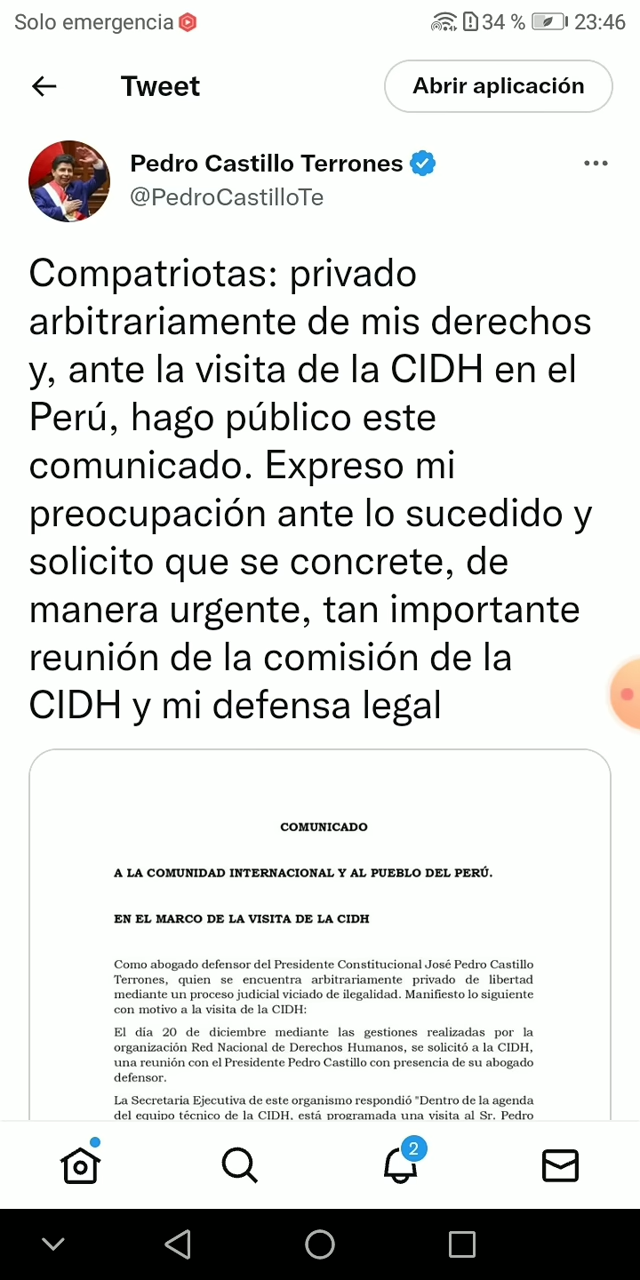 Solo emergencia
34 %
23:46
Tweet
Abrir aplicación
Pedro Castillo Terrones
@PedroCastilloTe
Compatriotas: privado
arbitrariamente de mis derechos
y, ante la visita de la CIDH en el
Perú, hago público este
comunicado. Expreso mi
preocupación ante lo sucedido y
solicito que se concrete, de
manera urgente, tan importante
reunión de la comisión de la
CIDH y mi defensa legal
COMUNICADO
A LA COMUNIDAD INTERNACIONAL Y AL PUEBLO DEL PERÚ.
EN EL MARCO DE LA VISITA DE LA CIDH
Como abogado defensor del Presidente Constitucional José Pedro Castillo
Terrones, quien se encuentra arbitrariamente privado de libertad
mediante un proceso judicial viciado de ilegalidad. Manifiesto lo siguiente
con motivo a la visita de la CIDH:
El día 20 de diciembre mediante las gestiones realizadas por la
organización Red Nacional de Derechos Humanos, se solicitó a la CIDH,
una reunión con el Presidente Pedro Castillo con presencia de su abogado
defensor.
La Secretaria Ejecutiva de este organismo respondió "Dentro de la agenda
del equipo técnico de la CIDH, está programada una visita al Sr. Pedro
2